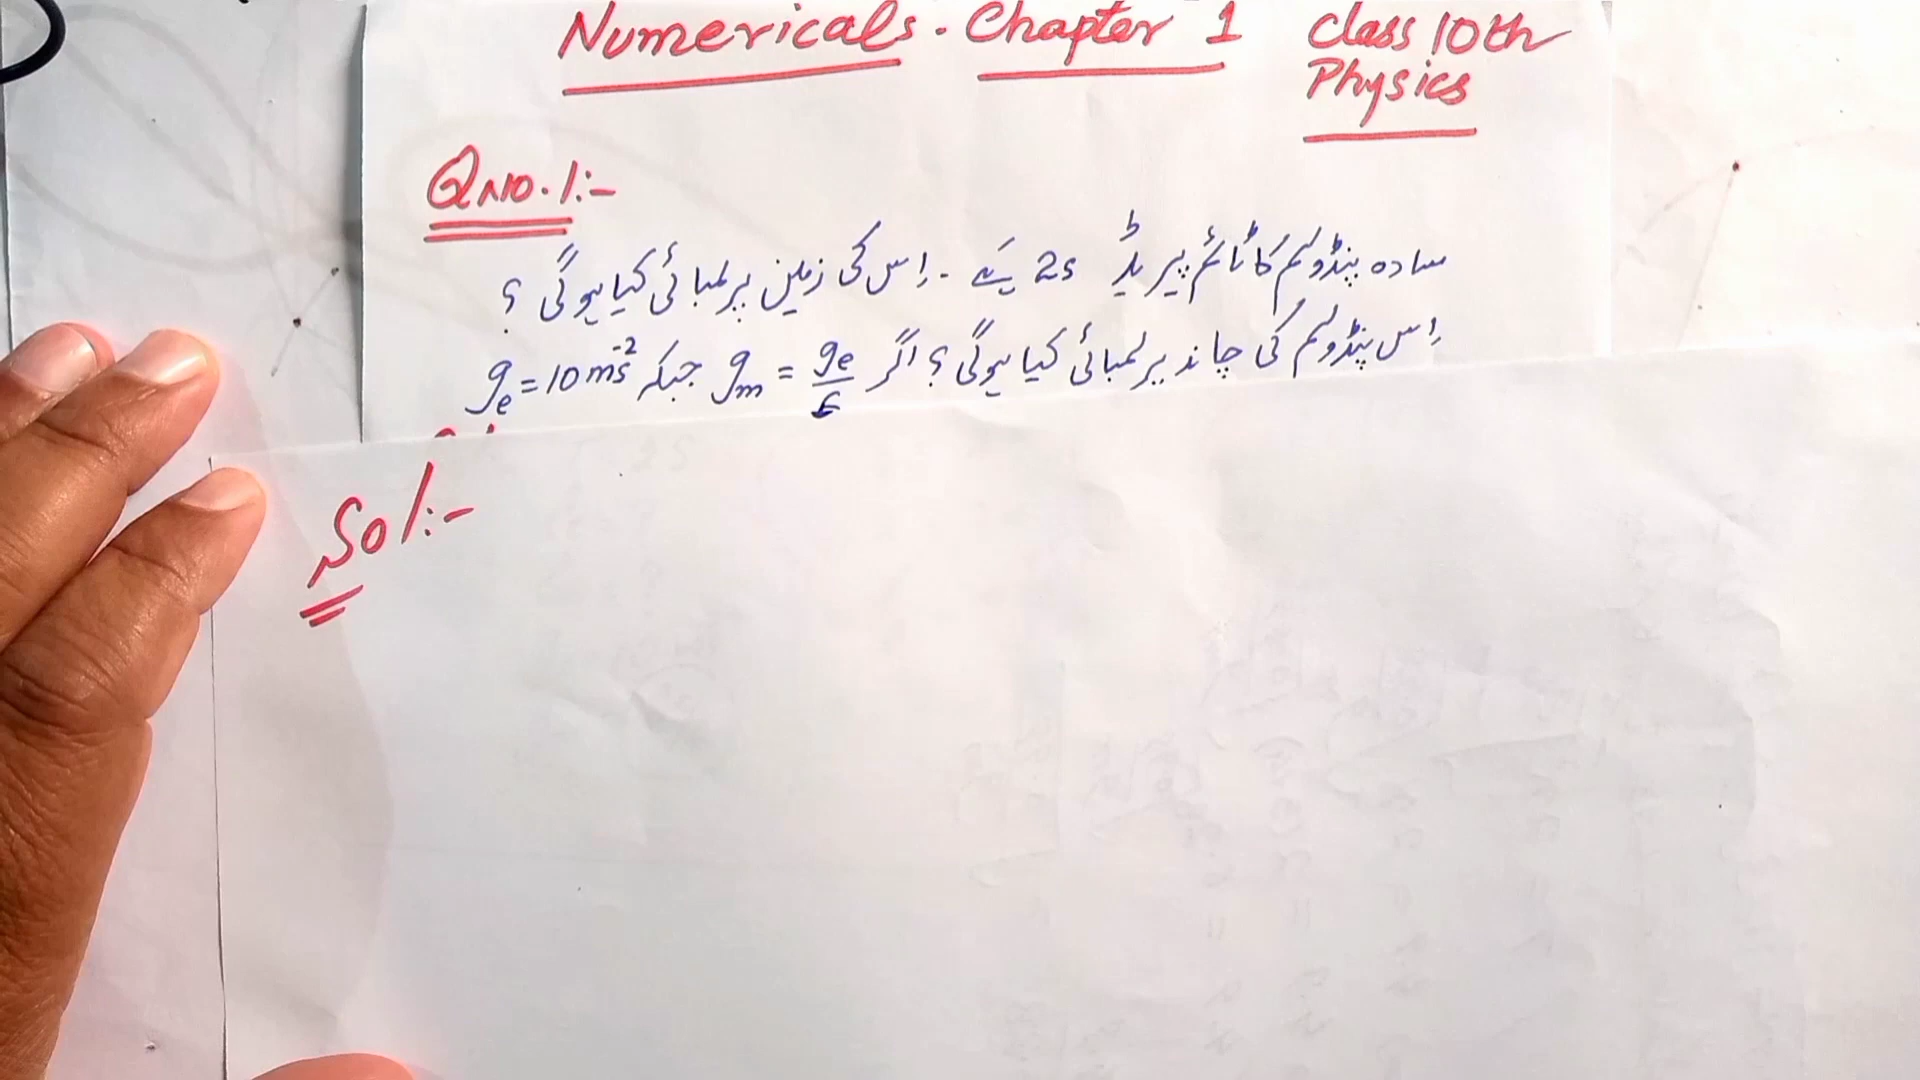 Numericals. Chapter 1 Class 10th
Physics
Q NO. 1:-
سادہ پنڈولم کا ٹائم پیریڈ 2s ہے۔ اِس کی زمین پر لمبائی کیا ہوگی؟
اِس پنڈولم کی چاند پر لمبائی کیا ہوگی؟ اگر gm = ge/6 جبکہ ge = 10 ms⁻²
Sol:-